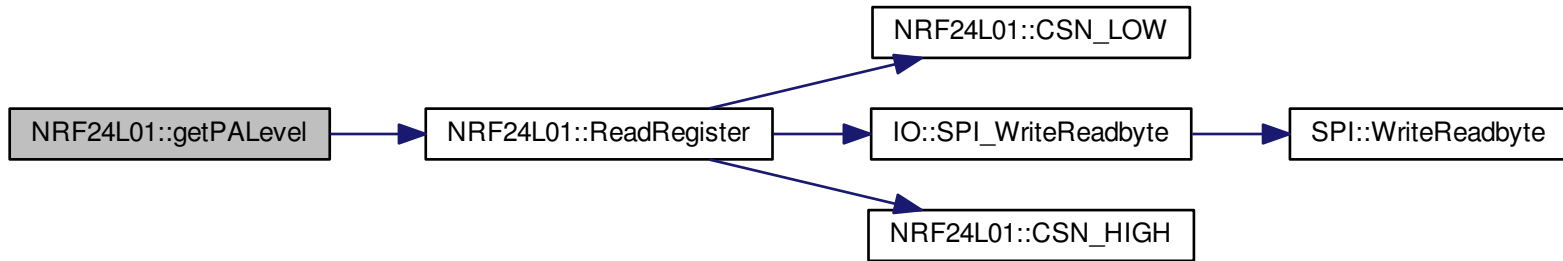 NRF24L01::CSN_LOW
NRF24L01::getPALevel
NRF24L01::ReadRegister
IO::SPI_WriteReadbyte
SPI::WriteReadbyte
NRF24L01::CSN_HIGH